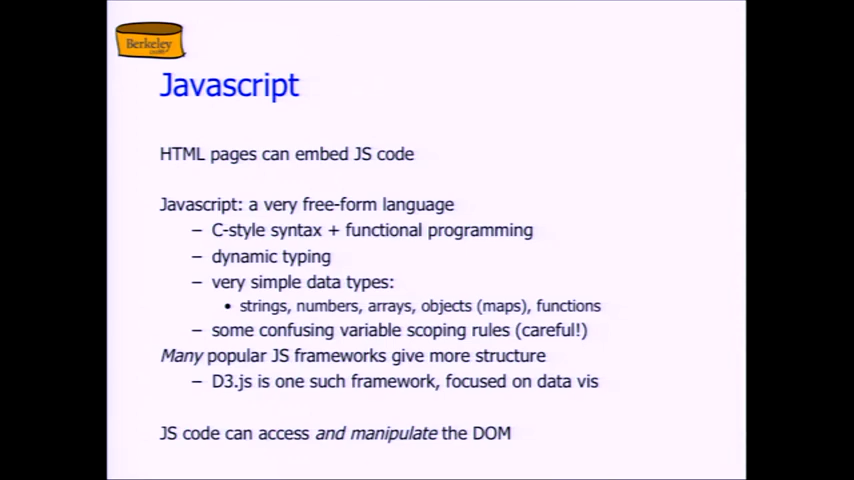 Berkeley
Javascript
HTML pages can embed JS code
Javascript: a very free-form language
– C-style syntax + functional programming
– dynamic typing
– very simple data types:
• strings, numbers, arrays, objects (maps), functions
– some confusing variable scoping rules (careful!)
Many popular JS frameworks give more structure
– D3.js is one such framework, focused on data vis
JS code can access and manipulate the DOM